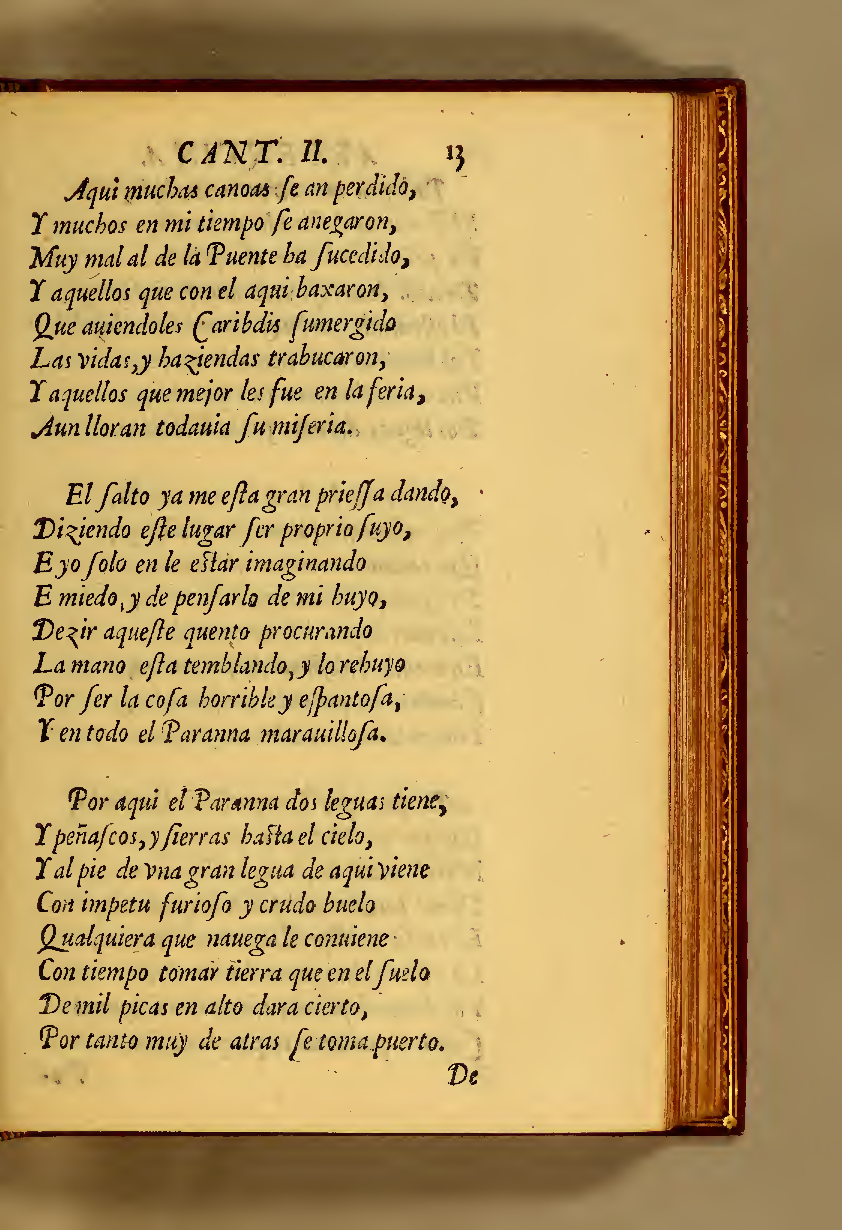 CANT. II. 13
Aqui muchas canoas ſe an perdido,
Y muchos en mi tiempo ſe anegaron,
Muy mal al de la Puente ha ſucedido,
Y aquellos que con el aqui baxaron,
Que auiendoles Caribdis ſumergido
Las vidas, y haziendas trabucaron,
Y aquellos que mejor les fue en la feria,
Aun lloran todauia ſu miſeria.
El ſalto ya me eſta gran prieſſa dando,
Diziendo eſte lugar ſer proprio ſuyo,
E yo ſolo en le eſtar imaginando
E miedo, y de penſarlo de mi huyo,
Dezir aqueſte quento procurando
La mano eſta temblando, y lo rehuyo
Por ſer la coſa horrible y eſpantoſa,
Y en todo el Paranna marauilloſa.
Por aqui el Paranna dos leguas tiene,
Y peñaſcos, y ſierras haſta el cielo,
Y al pie de vna gran legua de aqui viene
Con impetu furioſo y crudo buelo
Qualquiera que nauega le conuiene
Con tiempo tomar tierra que en el ſuelo
De mil picas en alto dara cierto,
Por tanto muy de atras ſe toma puerto.
De